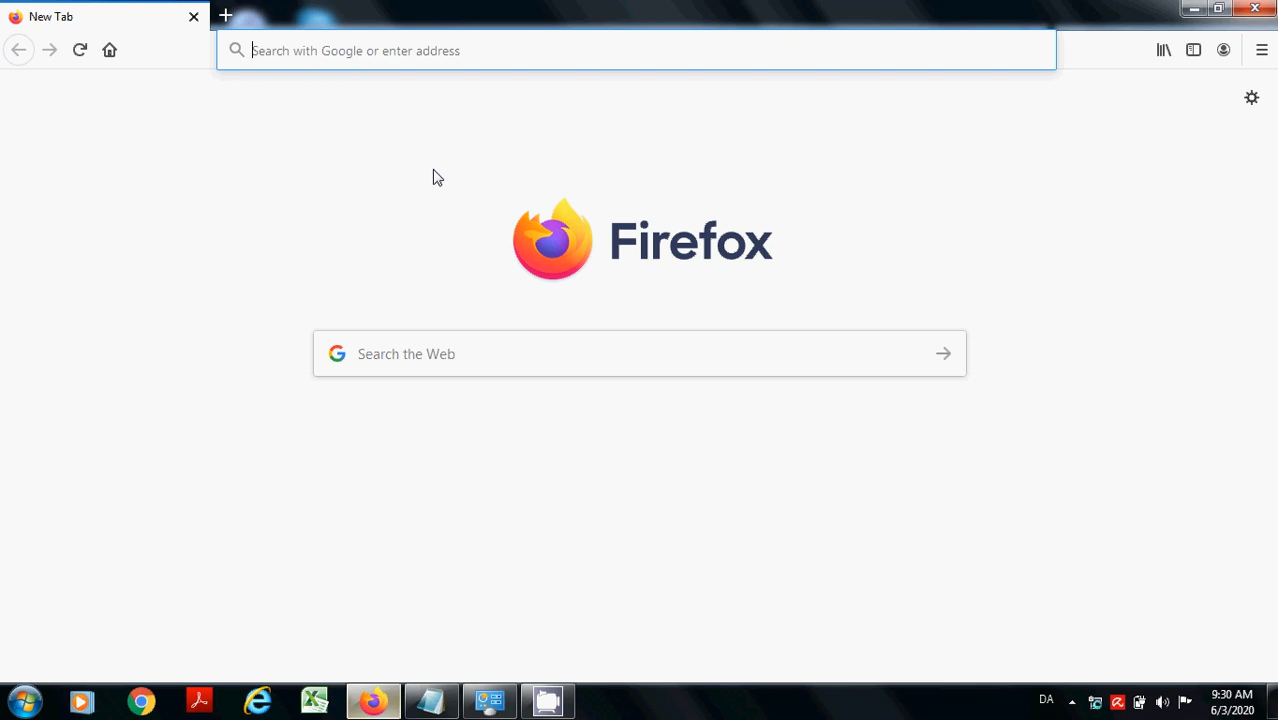 New Tab
Search with Google or enter address
Firefox
Search the Web
DA
9:30 AM
6/3/2020